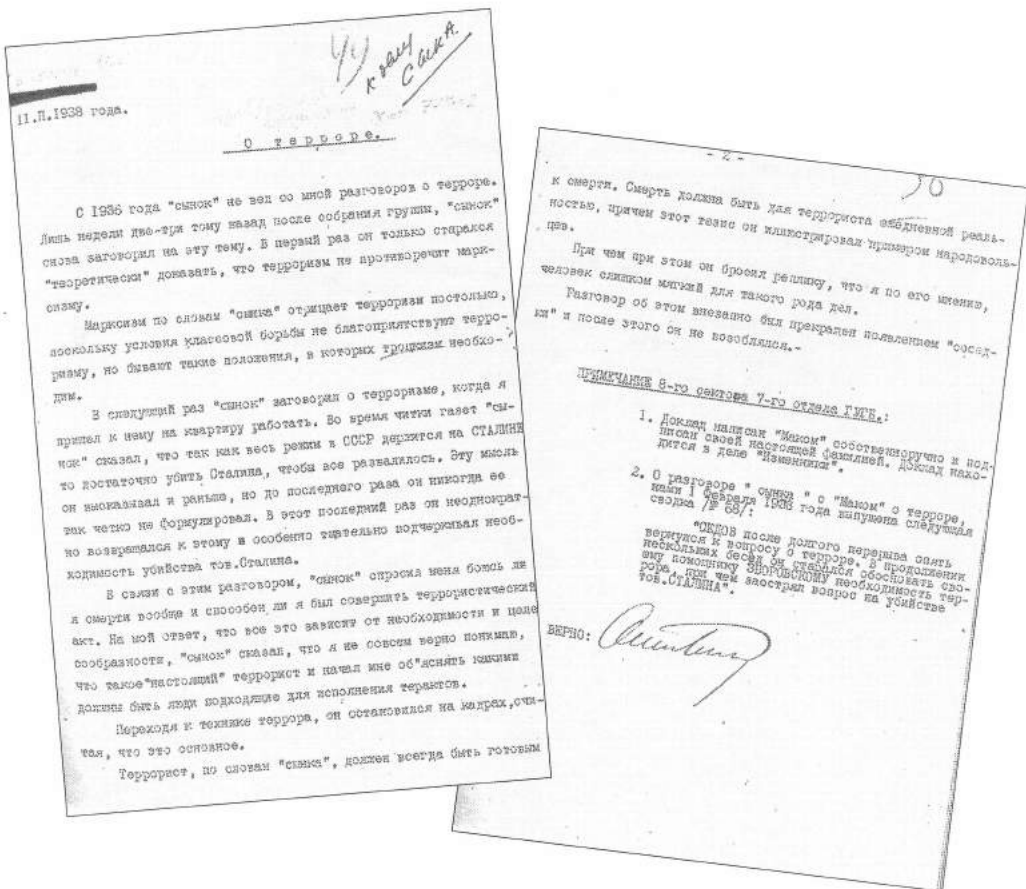 к делу
Сынка.
11.П.1938 года.
О терроре.
С 1936 года "сынок" не вел со мной разговоров о терроре.
Лишь недели две-три тому назад после собрания группы, "сынок"
снова заговорил на эту тему. В первый раз он только старался
"теоретически" доказать, что терроризм не противоречит марк-
сизму.
Марксизм по словам "сынка" отрицает терроризм постолько,
поскольку условия классовой борьбы не благоприятствуют терро-
ризму, но бывают такие положения, в которых троцкизм необхо-
дим.
В следующий раз "сынок" заговорил о терроризме, когда я
пришел к нему на квартиру работать. Во время читки газет "сы-
нок" сказал, что так как весь режим в СССР держится на СТАЛИНЕ
то достаточно убить Сталина, чтобы все развалилось. Эту мысль
он высказывал и раньше, но до последнего раза он никогда ее
так четко не формулировал. В этот последний раз он неоднократ-
но возвращался к этому и особенно тщательно подчеркивал необ-
ходимость убийства тов.Сталина.
В связи с этим разговором, "сынок" спросил меня боюсь ли
я смерти вообще и способен ли я был совершить террористический
акт. На мой ответ, что все это зависит от необходимости и целе
сообразности, "сынок" сказал, что я не совсем верно понимаю,
что такое "настоящий" террорист и начал мне об"яснять какими
должны быть люди подходящие для исполнения терактов.
Переходя к технике террора, он остановился на кадрах,счи-
тая, что это основное.
Террорист, по словам "сынка", должен всегда быть готовым
- 2 -
50
к смерти. Смерть должна быть для террориста ежедневной реаль-
ностью, причем этот тезис он иллюстрировал примером народоволь-
цев.
При чем при этом он бросил реплику, что я по его мнению,
человек слишком мягкий для такого рода дел.
Разговор об этом внезапно был прекращен появлением "сосед-
ки" и после этого он не возоблялся.-
ПРИМЕЧАНИЕ 8-го сектора 7-го отдела ГУГБ.:
1. Доклад написан "Маком" собственноручно и под-
писан своей настоящей фамилией. Доклад нахо-
дится в деле "Изменники".
2. О разговоре " сынка " с "Маком" о терроре,
нами 1 февраля 1938 года выпущена следующая
сводка /№ 68/:
"СЕДОВ после долгого перерыва опять
вернулся к вопросу о терроре. В продолжении
нескольких бесед он старался обосновать сво-
ему помощнику ЗБОРОВСКОМУ необходимость тер-
рора, при чем заострял вопрос на убийстве
тов.СТАЛИНА".
ВЕРНО: